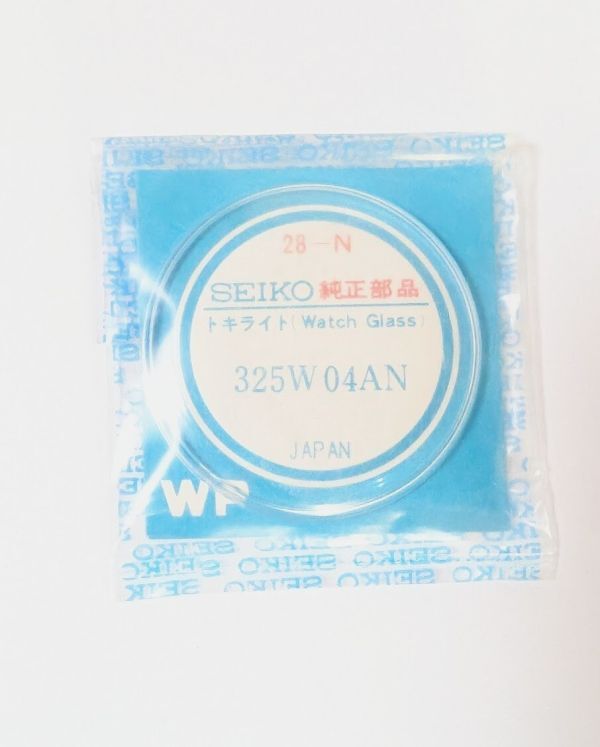 28-N
SEIKO 純正部品
トキライト(Watch Glass)
325W04AN
JAPAN
WP
SEIKO SEIKO SEIKO SEIKO